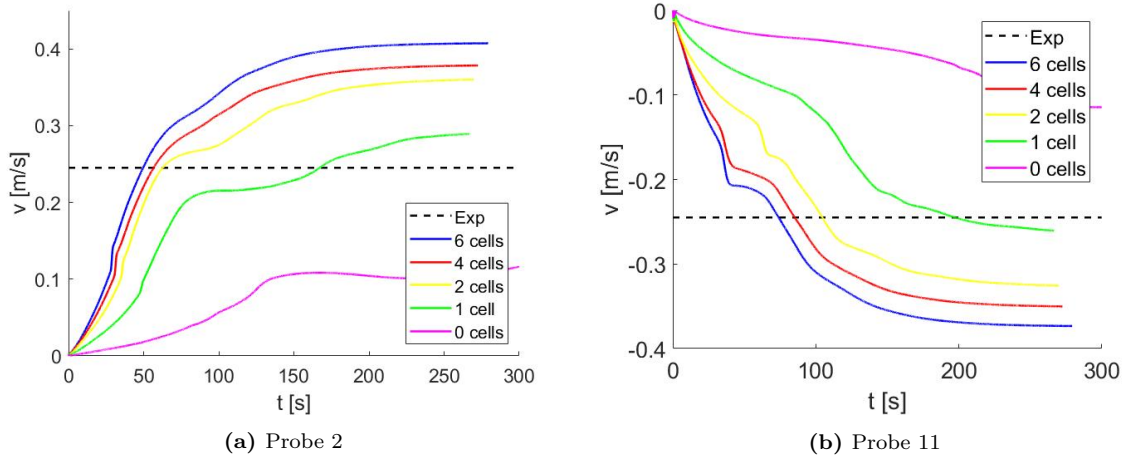 v [m/s]
0.4
0.3
0.2
0.1
0
0 50 100 150 200 250 300
t [s]
Exp
6 cells
4 cells
2 cells
1 cell
0 cells
(a) Probe 2
v [m/s]
0
-0.1
-0.2
-0.3
-0.4
0 100 200 300
t [s]
Exp
6 cells
4 cells
2 cells
1 cell
0 cells
(b) Probe 11